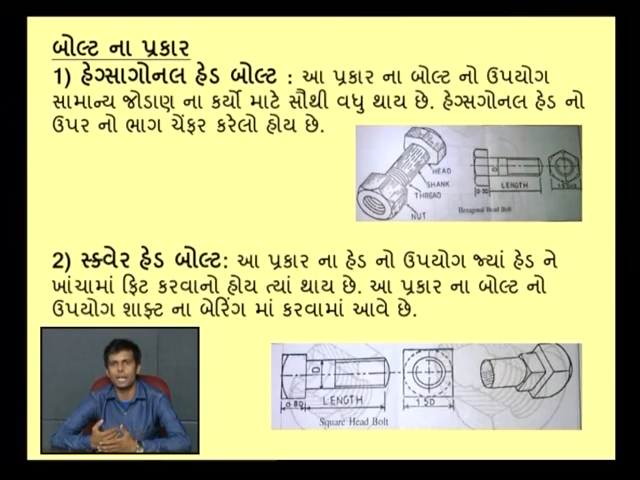 બોલ્ટ ના પ્રકાર
1) હેગ્સાગોનલ હેડ બોલ્ટ : આ પ્રકાર ના બોલ્ટ નો ઉપયોગ
સામાન્ય જોડાણ ના કર્યો માટે સૌથી વધુ થાય છે. હેગ્સગોનલ હેડ નો
ઉપર નો ભાગ ચેંફર કરેલો હોય છે.
HEAD
SHANK
THREAD
NUT
D
LENGTH
Hexagonal Head Bolt
2) સ્ક્વેર હેડ બોલ્ટ: આ પ્રકાર ના હેડ નો ઉપયોગ જ્યાં હેડ ને
ખાંચામાં ફિટ કરવાનો હોય ત્યાં થાય છે. આ પ્રકાર ના બોલ્ટ નો
ઉપયોગ શાફ્ટ ના બેરિંગ માં કરવામાં આવે છે.
D
0.8D LENGTH 1.5D
Square Head Bolt